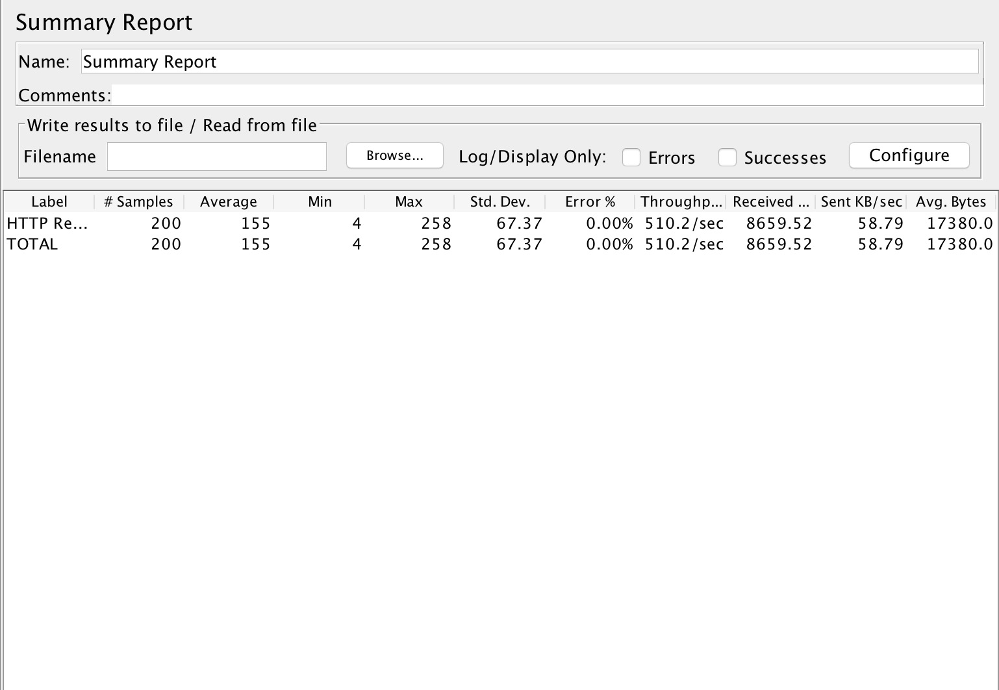 Summary Report
Name: Summary Report
Comments:
Write results to file / Read from file
Filename Browse... Log/Display Only: Errors Successes Configure
Label # Samples Average Min Max Std. Dev. Error % Throughp... Received ... Sent KB/sec Avg. Bytes
HTTP Re... 200 155 4 258 67.37 0.00% 510.2/sec 8659.52 58.79 17380.0
TOTAL 200 155 4 258 67.37 0.00% 510.2/sec 8659.52 58.79 17380.0